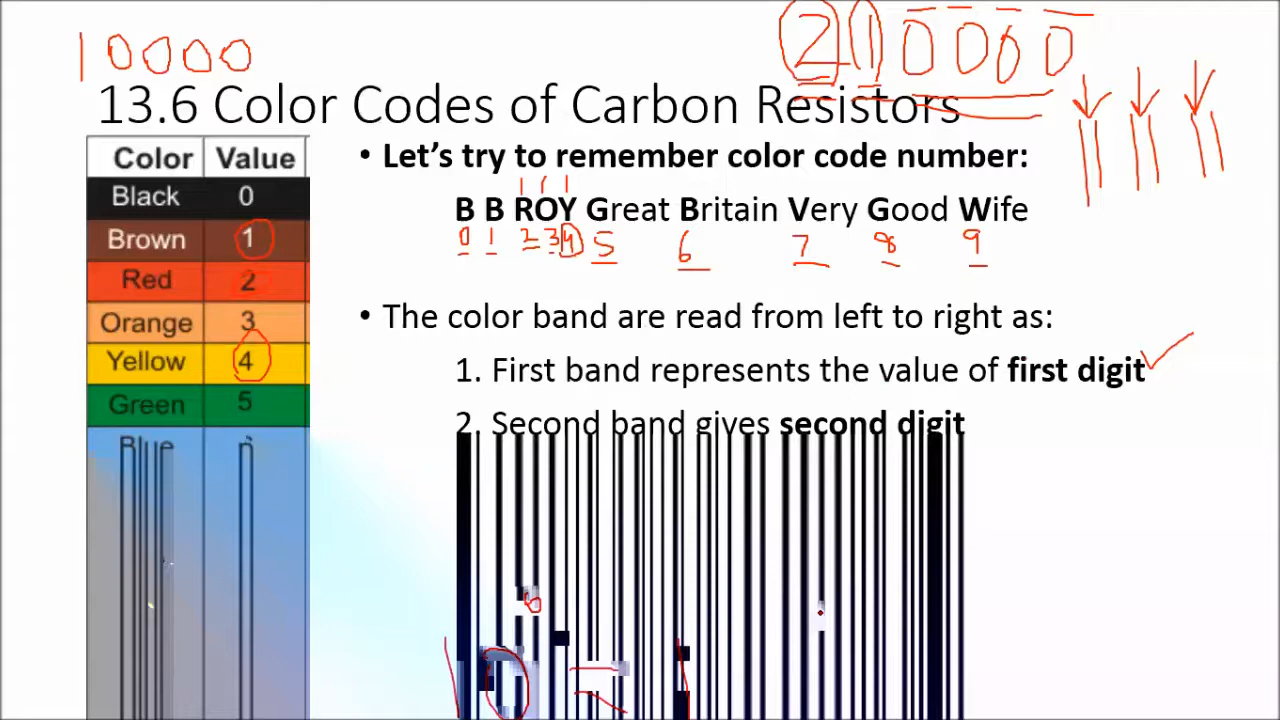 10000
210000
13.6 Color Codes of Carbon Resistors
Color Value
Black 0
Brown 1
Red 2
Orange 3
Yellow 4
Green 5
Blue
• Let's try to remember color code number:
B B ROY Great Britain Very Good Wife
0 1 2 3 4 5 6 7 8 9
• The color band are read from left to right as:
1. First band represents the value of first digit
2. Second band gives second digit